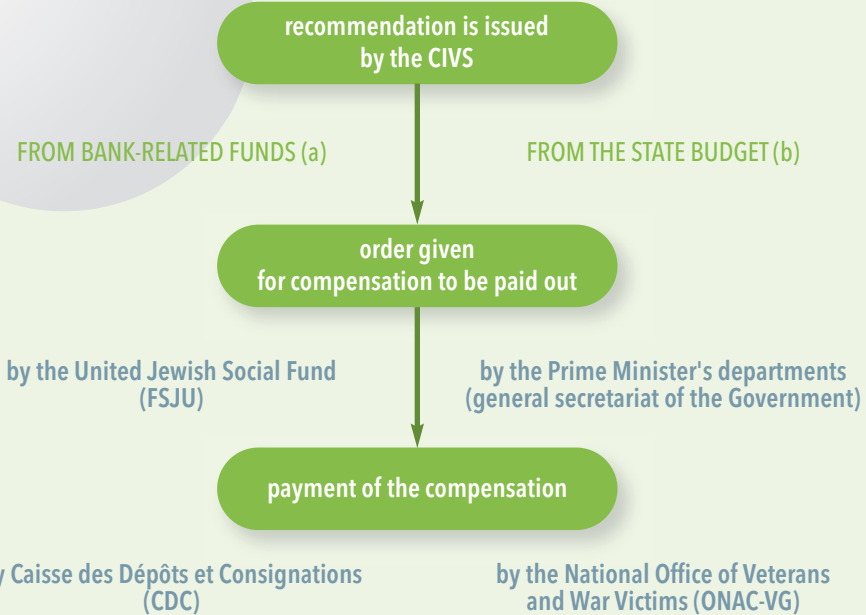 recommendation is issued
by the CIVS
FROM BANK-RELATED FUNDS (a)
FROM THE STATE BUDGET (b)
order given
for compensation to be paid out
by the United Jewish Social Fund
(FSJU)
by the Prime Minister's departments
(general secretariat of the Government)
payment of the compensation
y Caisse des Dépôts et Consignations
(CDC)
by the National Office of Veterans
and War Victims (ONAC-VG)